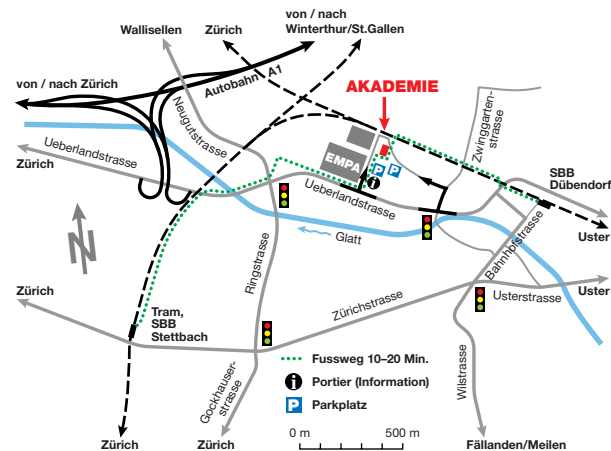 von / nach
Winterthur/St.Gallen
Wallisellen
Zürich
von / nach Zürich
Autobahn A1
AKADEMIE
Neugutstrasse
Zwinggarten-
strasse
EMPA
P
P
i
Zürich
Ueberlandstrasse
Ueberlandstrasse
SBB
Dübendorf
Uster
N
Glatt
Ringstrasse
Bahnhofstrasse
Zürich
Tram,
SBB
Stettbach
Zürichstrasse
Usterstrasse
Uster
Gockhauser-
strasse
Wilstrasse
Fussweg 10–20 Min.
i Portier (Information)
P Parkplatz
0 m 500 m
Zürich
Zürich
Fällanden/Meilen